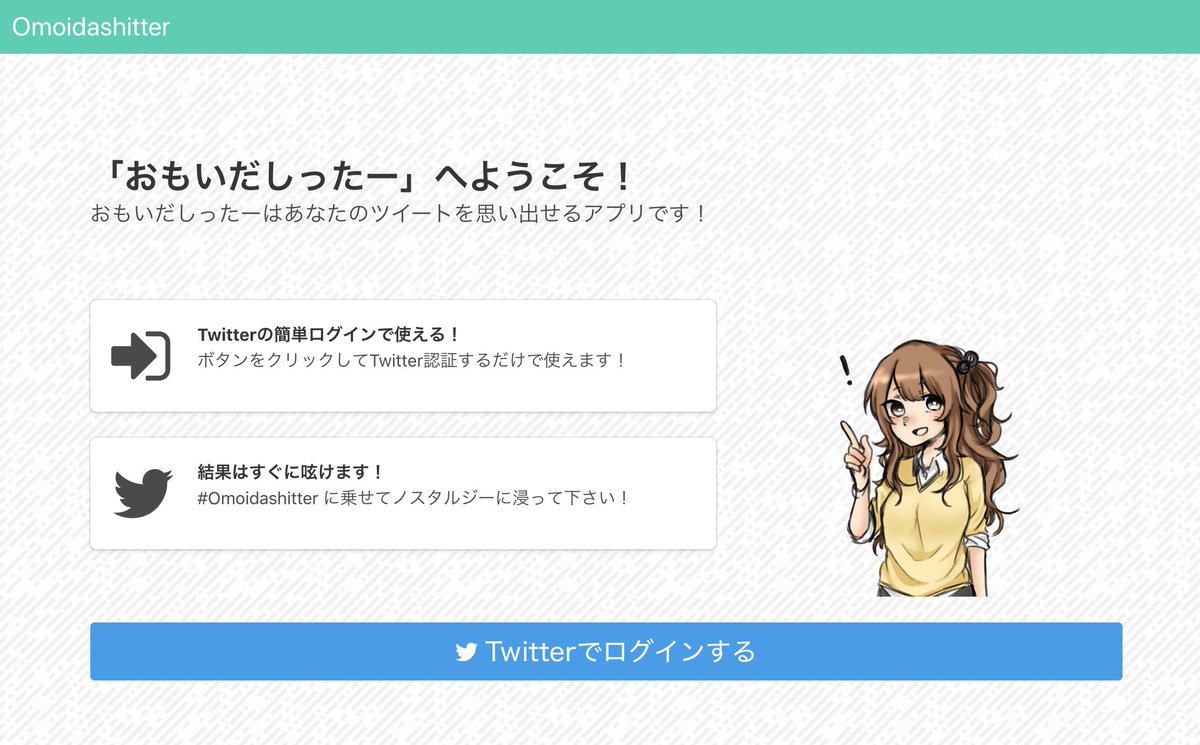 Omoidashitter
「おもいだしったー」へようこそ！
おもいだしったーはあなたのツイートを思い出せるアプリです！
Twitterの簡単ログインで使える！
ボタンをクリックしてTwitter認証するだけで使えます！
結果はすぐに呟けます！
#Omoidashitter に乗せてノスタルジーに浸って下さい！
!
Twitterでログインする